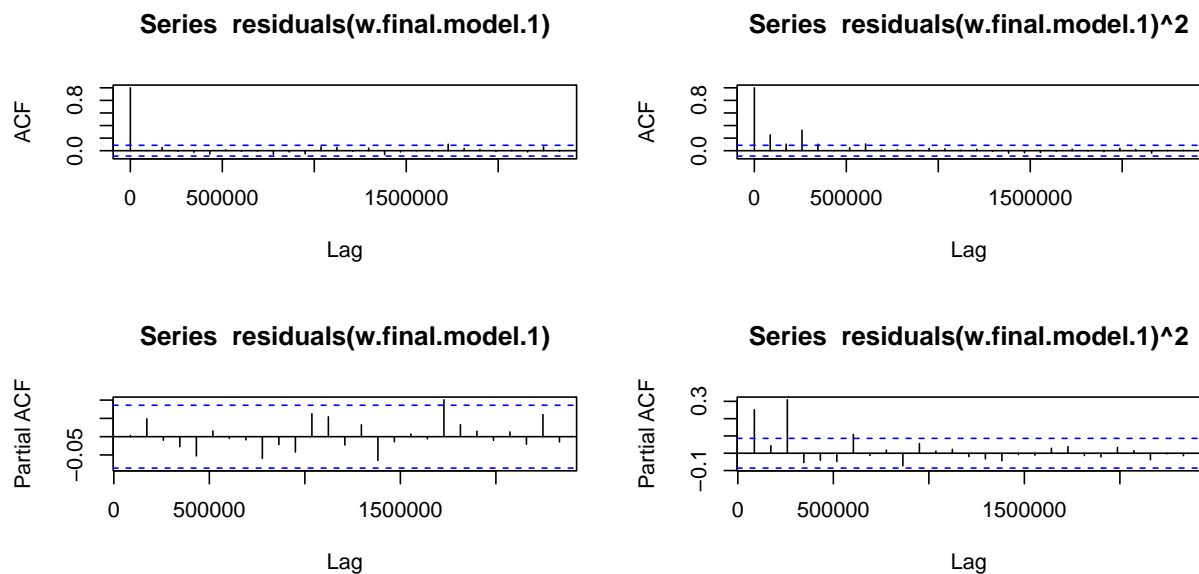 Series residuals(w.final.model.1)
ACF
0.8
0.0
0
500000
1500000
Lag
Series residuals(w.final.model.1)^2
ACF
0.8
0.0
0
500000
1500000
Lag
Series residuals(w.final.model.1)
Partial ACF
−0.05
0
500000
1500000
Lag
Series residuals(w.final.model.1)^2
Partial ACF
0.3
−0.1
0
500000
1500000
Lag